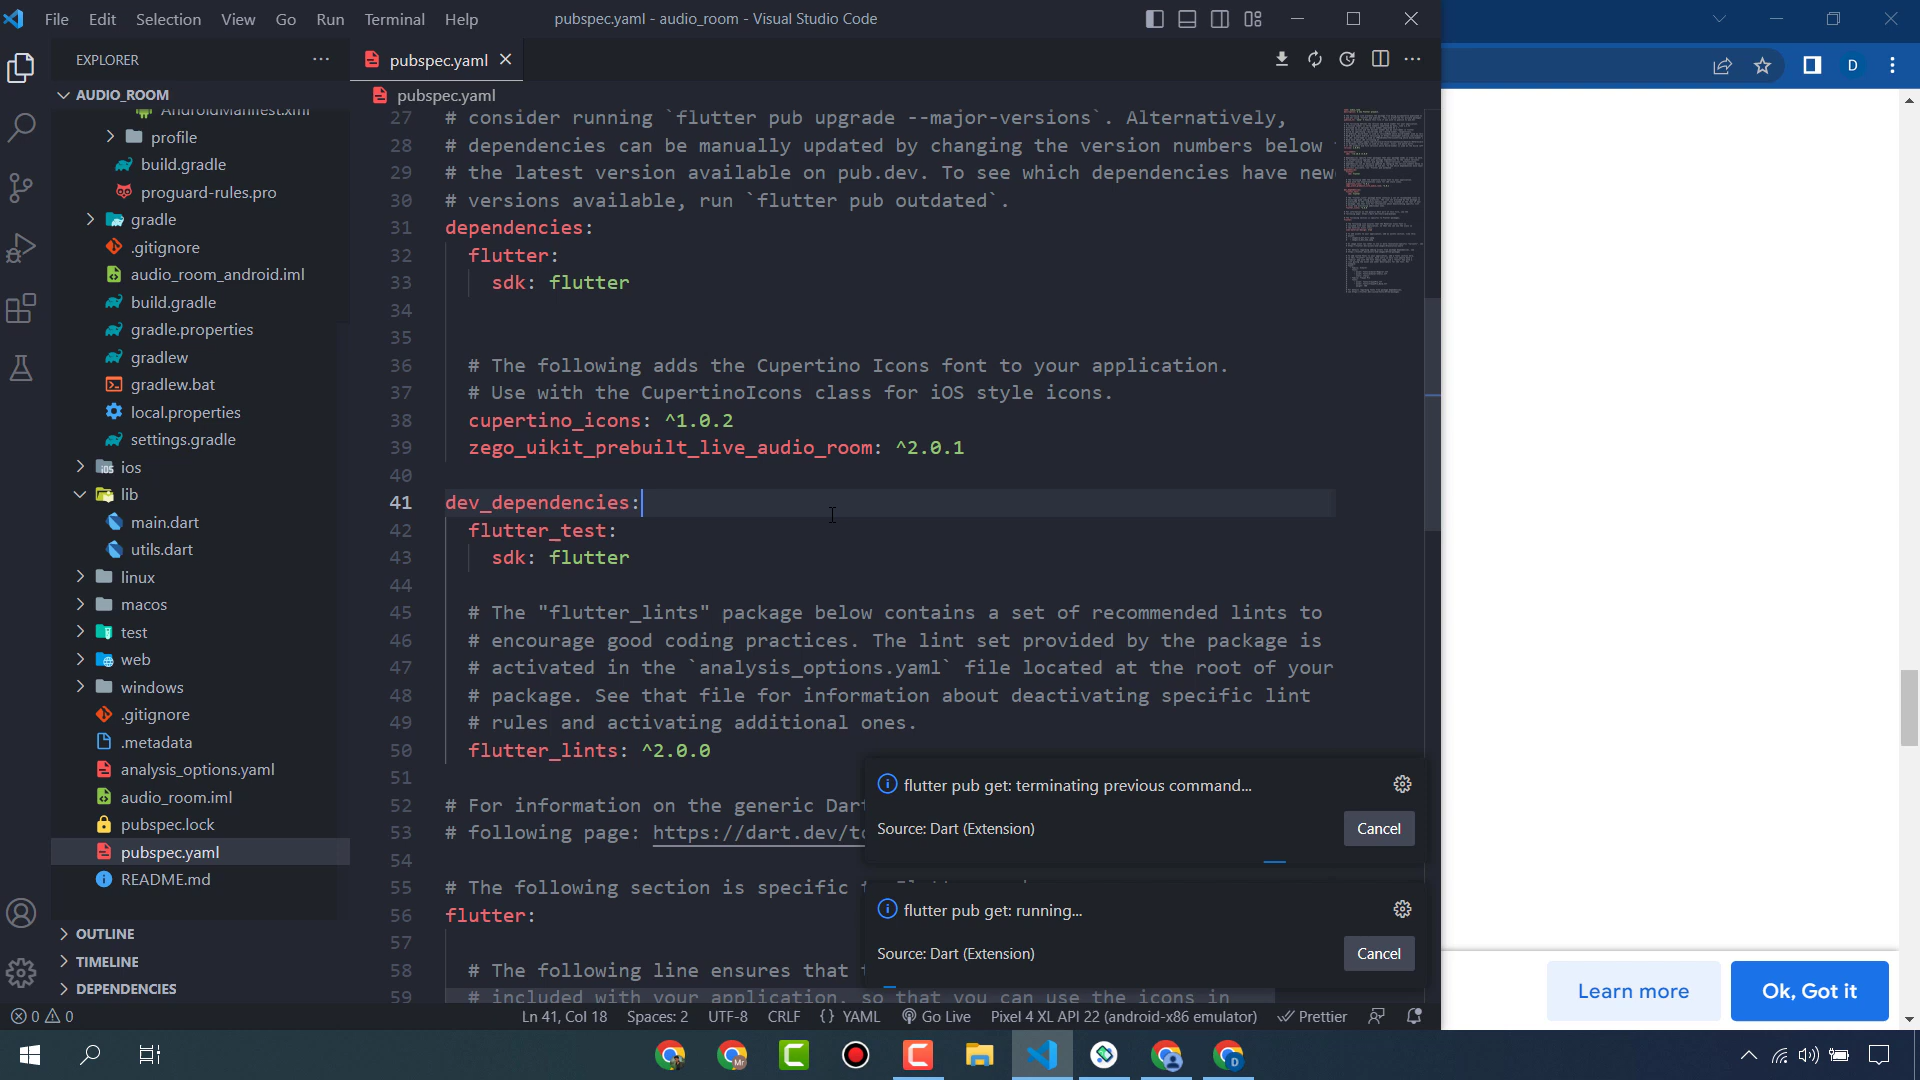 File Edit Selection View Go Run Terminal Help
pubspec.yaml - audio_room - Visual Studio Code
EXPLORER
AUDIO_ROOM
AndroidManifest.xml
profile
build.gradle
proguard-rules.pro
gradle
.gitignore
audio_room_android.iml
build.gradle
gradle.properties
gradlew
gradlew.bat
local.properties
settings.gradle
ios
lib
main.dart
utils.dart
linux
macos
test
web
windows
.gitignore
.metadata
analysis_options.yaml
audio_room.iml
pubspec.lock
pubspec.yaml
README.md
OUTLINE
TIMELINE
DEPENDENCIES
pubspec.yaml
pubspec.yaml
27 # consider running `flutter pub upgrade --major-versions`. Alternatively,
28 # dependencies can be manually updated by changing the version numbers below
29 # the latest version available on pub.dev. To see which dependencies have new
30 # versions available, run `flutter pub outdated`.
31 dependencies:
32 flutter:
33 sdk: flutter
34
35
36 # The following adds the Cupertino Icons font to your application.
37 # Use with the CupertinoIcons class for iOS style icons.
38 cupertino_icons: ^1.0.2
39 zego_uikit_prebuilt_live_audio_room: ^2.0.1
40
41 dev_dependencies:
42 flutter_test:
43 sdk: flutter
44
45 # The "flutter_lints" package below contains a set of recommended lints to
46 # encourage good coding practices. The lint set provided by the package is
47 # activated in the `analysis_options.yaml` file located at the root of your
48 # package. See that file for information about deactivating specific lint
49 # rules and activating additional ones.
50 flutter_lints: ^2.0.0
51
52 # For information on the generic Dar
53 # following page: https://dart.dev/to
54
55 # The following section is specific
56 flutter:
57
58 # The following line ensures that
59 # included with your application, so that you can use the icons in
flutter pub get: terminating previous command...
Source: Dart (Extension)
Cancel
flutter pub get: running...
Source: Dart (Extension)
Cancel
0 0
Ln 41, Col 18 Spaces: 2 UTF-8 CRLF {} YAML Go Live Pixel 4 XL API 22 (android-x86 emulator) Prettier
D
Learn more
Ok, Got it